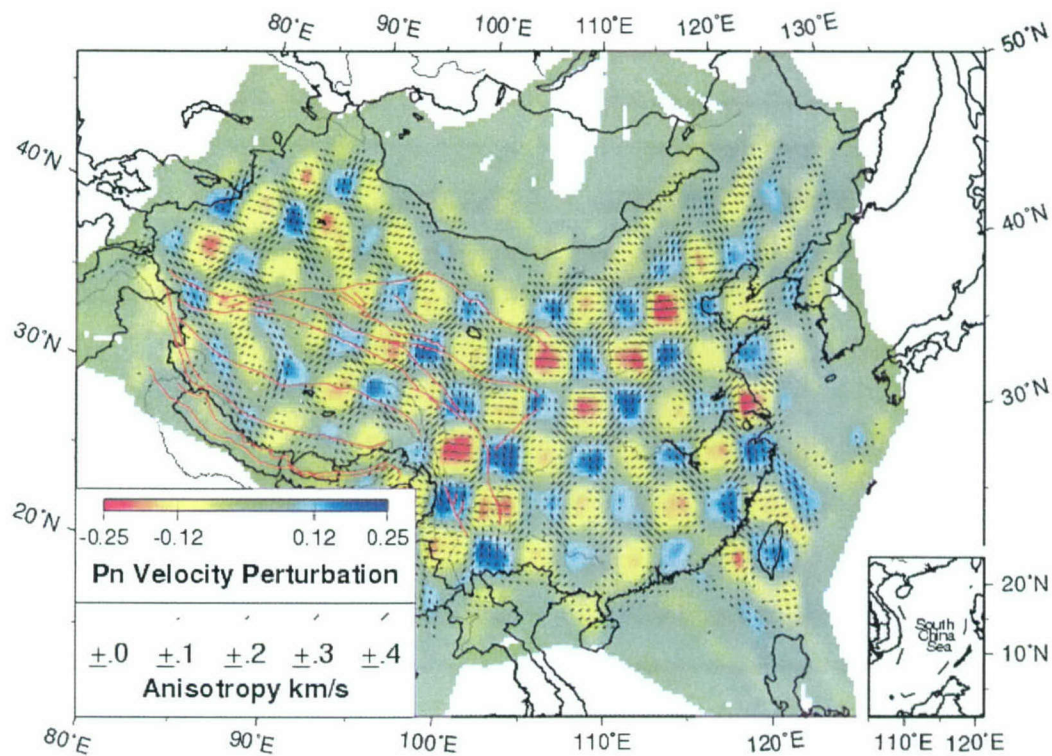 80°E 90°E 100°E 110°E 120°E 130°E
50°N
40°N
40°N
30°N
30°N
20°N
20°N
10°N
-0.25 -0.12 0.12 0.25
Pn Velocity Perturbation
±.0 ±.1 ±.2 ±.3 ±.4
Anisotropy km/s
South
China
Sea
80°E 90°E 100°E 110°E 120°E
110°E 120°E